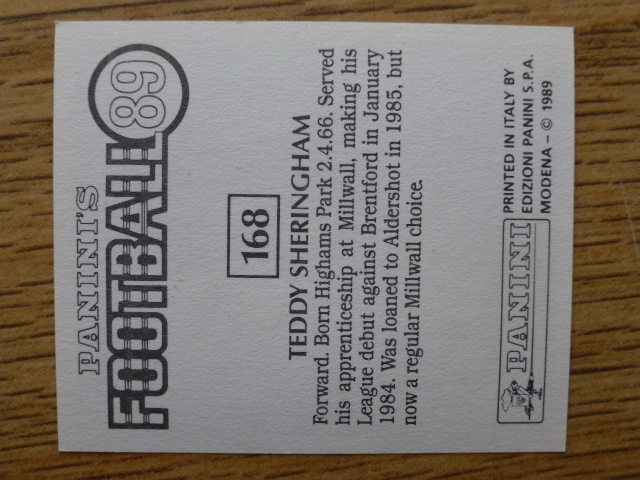 PANINI'S
FOOTBALL 89
168
TEDDY SHERINGHAM
Forward. Born Highams Park 2.4.66. Served
his apprenticeship at Millwall, making his
League debut against Brentford in January
1984. Was loaned to Aldershot in 1985, but
now a regular Millwall choice.
PANINI
PRINTED IN ITALY BY
EDIZIONI PANINI S.P.A.
MODENA - © 1989